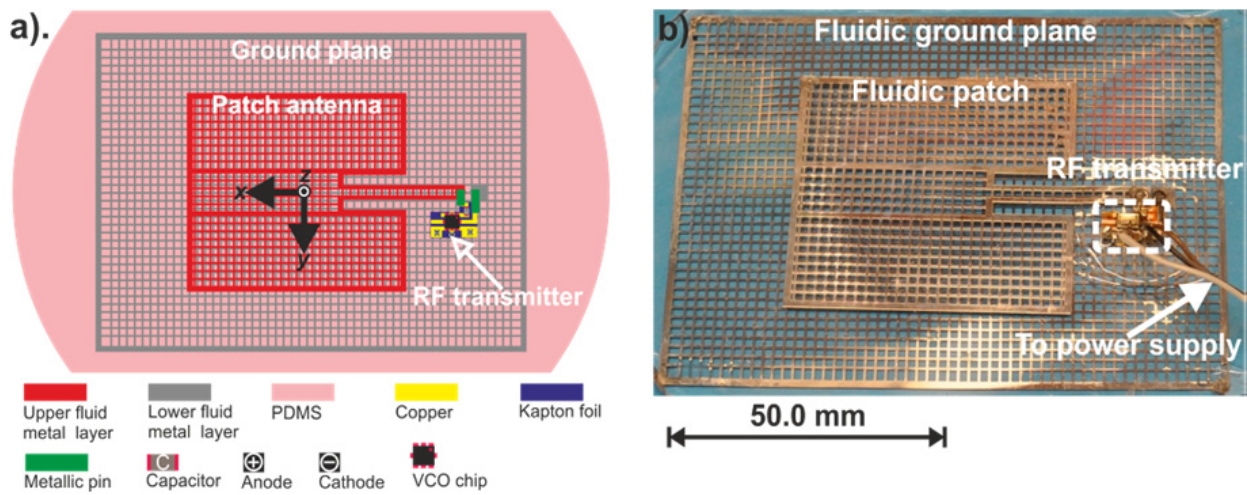 a).
Ground plane
Patch antenna
z
x
y
RF transmitter
Upper fluid
metal layer
Lower fluid
metal layer
PDMS
Copper
Kapton foil
Metallic pin
C
Capacitor
+
Anode
−
Cathode
VCO chip
b).
Fluidic ground plane
Fluidic patch
RF transmitter
To power supply
50.0 mm